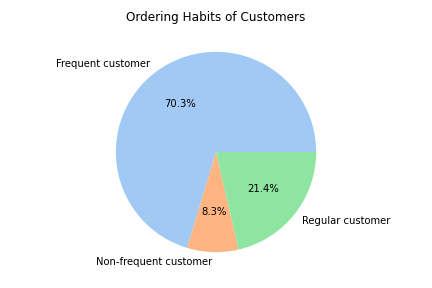 Ordering Habits of Customers
Frequent customer
70.3%
21.4%
8.3%
Regular customer
Non-frequent customer